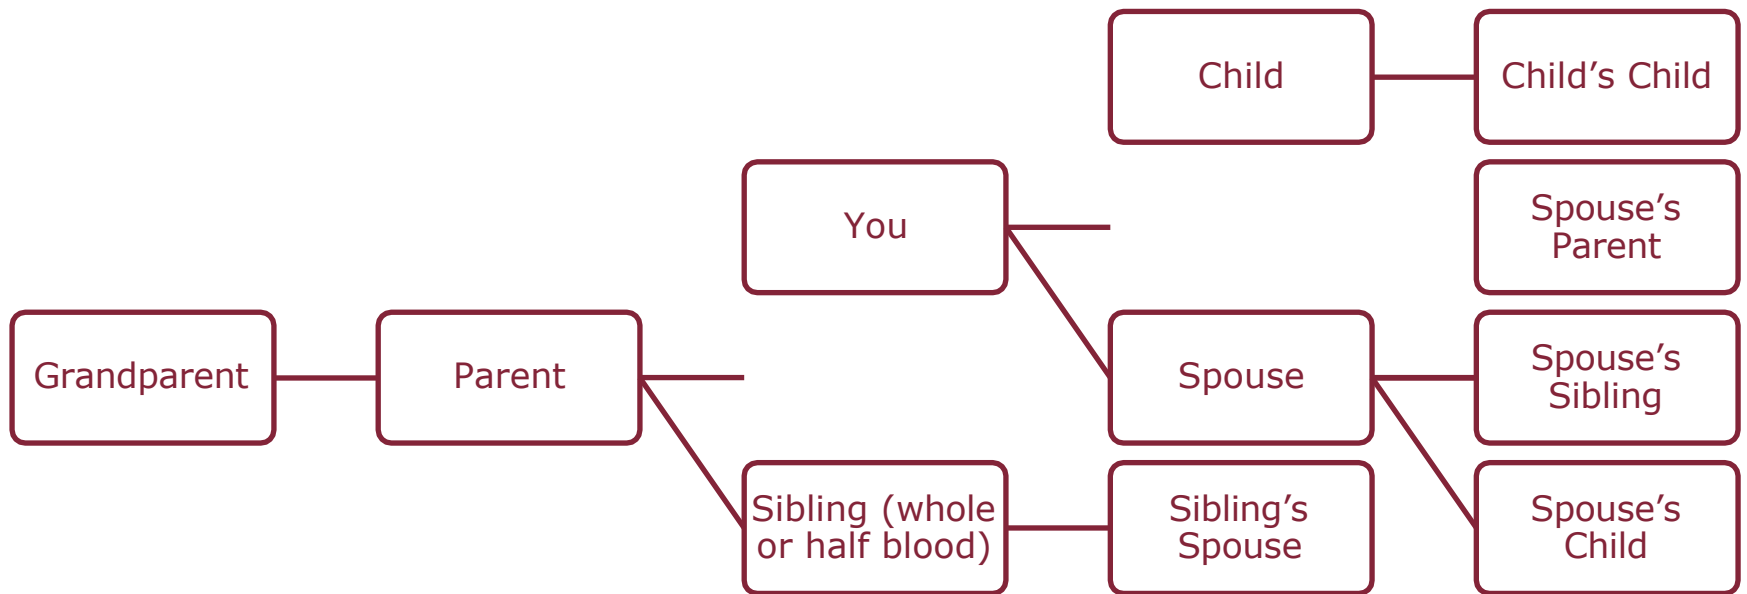 Child
Child’s Child
You
Spouse’s
Parent
Grandparent
Parent
Spouse
Spouse’s
Sibling
Sibling (whole
or half blood)
Sibling’s
Spouse
Spouse’s
Child